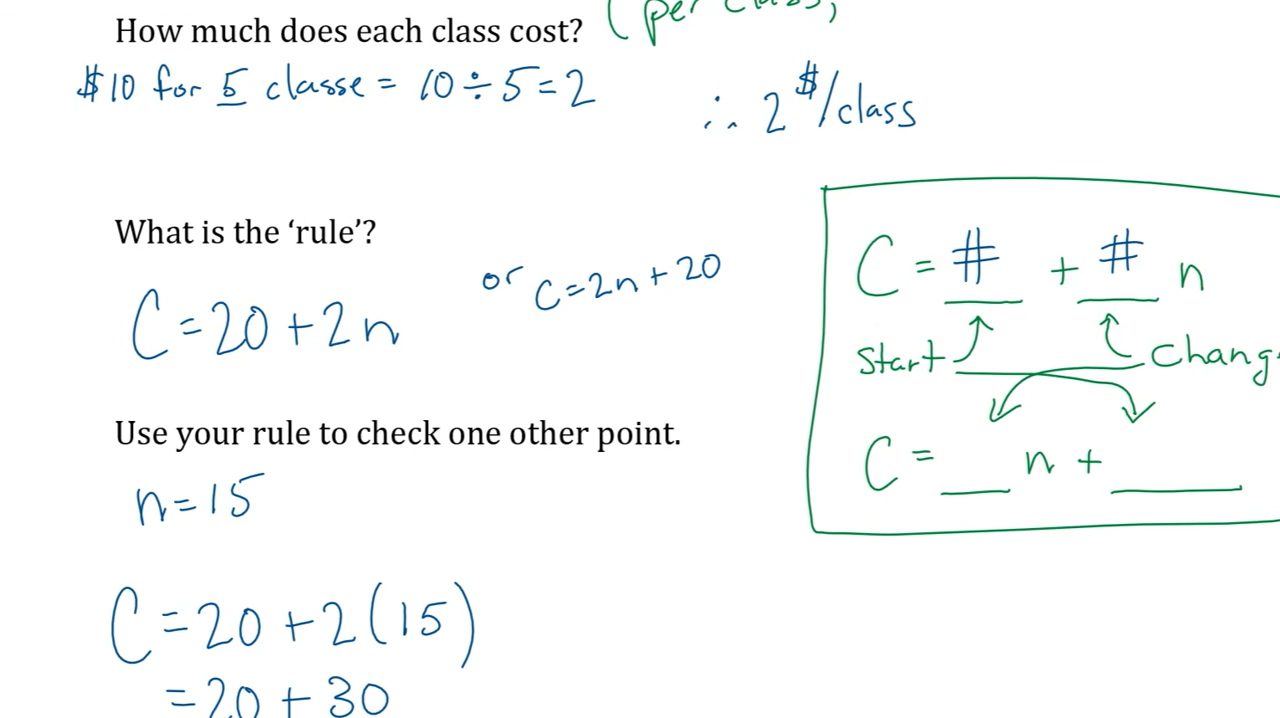 How much does each class cost? (per class)
$10 for 5 classe = 10 ÷ 5 = 2
∴ 2 $/class
What is the ‘rule’?
C = 20 + 2n
or C = 2n + 20
Use your rule to check one other point.
n = 15
C = 20 + 2(15)
= 20 + 30
C = # + # n
start
C = __ n + __